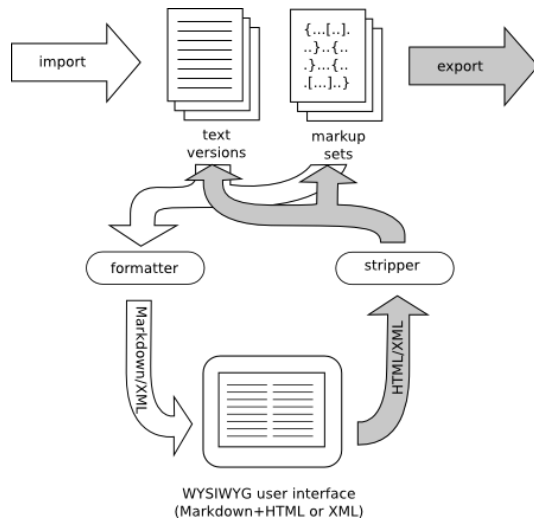 import
{...[..].
..}..{..
.}...{..
.[...]..}
export
text
versions
markup
sets
formatter
stripper
Markdown/XML
HTML/XML
WYSIWYG user interface
(Markdown+HTML or XML)